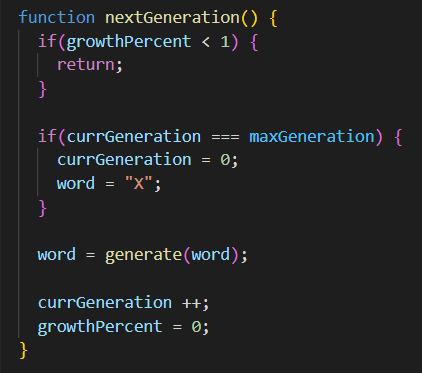 function nextGeneration() {
  if(growthPercent < 1) {
    return;
  }

  if(currGeneration === maxGeneration) {
    currGeneration = 0;
    word = "X";
  }

  word = generate(word);

  currGeneration ++;
  growthPercent = 0;
}